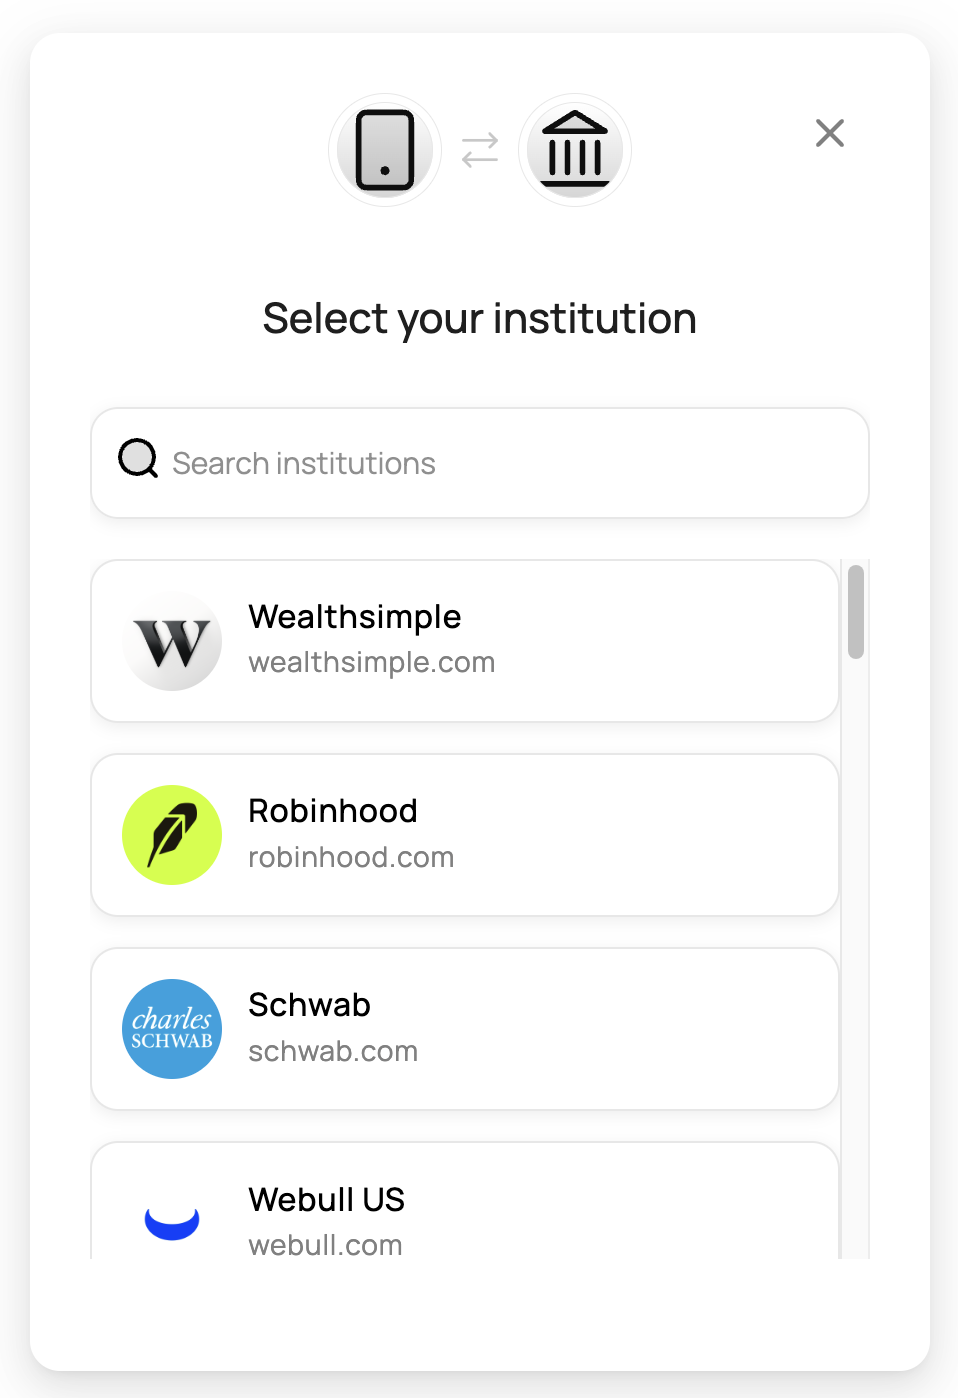 Select your institution
Search institutions
W
Wealthsimple
wealthsimple.com
Robinhood
robinhood.com
charles
SCHWAB
Schwab
schwab.com
Webull US
webull.com